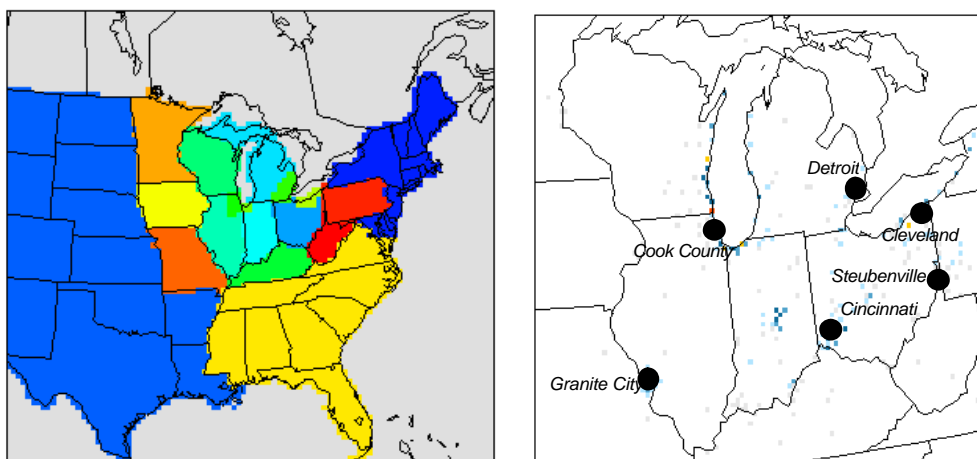 Detroit
Cleveland
Cook County
Steubenville
Cincinnati
Granite City